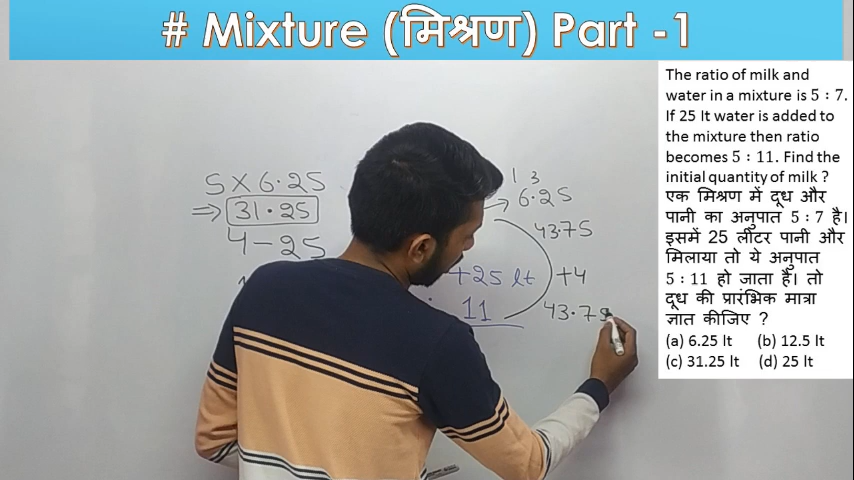 # Mixture (मिश्रण) Part -1
The ratio of milk and
water in a mixture is 5 : 7.
If 25 lt water is added to
the mixture then ratio
becomes 5 : 11. Find the
initial quantity of milk ?
एक मिश्रण में दूध और
पानी का अनुपात 5 : 7 है।
इसमें 25 लीटर पानी और
मिलाया तो ये अनुपात
5 : 11 हो जाता है। तो
दूध की प्रारंभिक मात्रा
ज्ञात कीजिए ?
(a) 6.25 lt (b) 12.5 lt
(c) 31.25 lt (d) 25 lt
5 X 6.25
⇒ 31.25
4 – 25
1 3
→ 6.25
43.75
+25 lt
+4
11
43.75